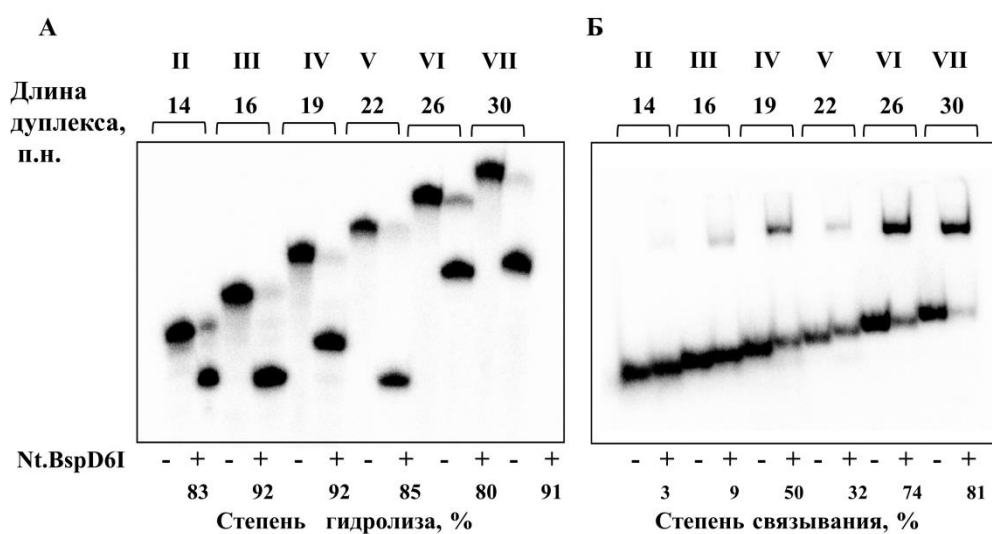 А
II III IV V VI VII
Длина
дуплекса,
п.н.
14 16 19 22 26 30
Nt.BspD6I - + - + - + - + - + - +
83 92 92 85 80 91
Степень гидролиза, %
Б
II III IV V VI VII
14 16 19 22 26 30
- + - + - + - + - + - +
3 9 50 32 74 81
Степень связывания, %